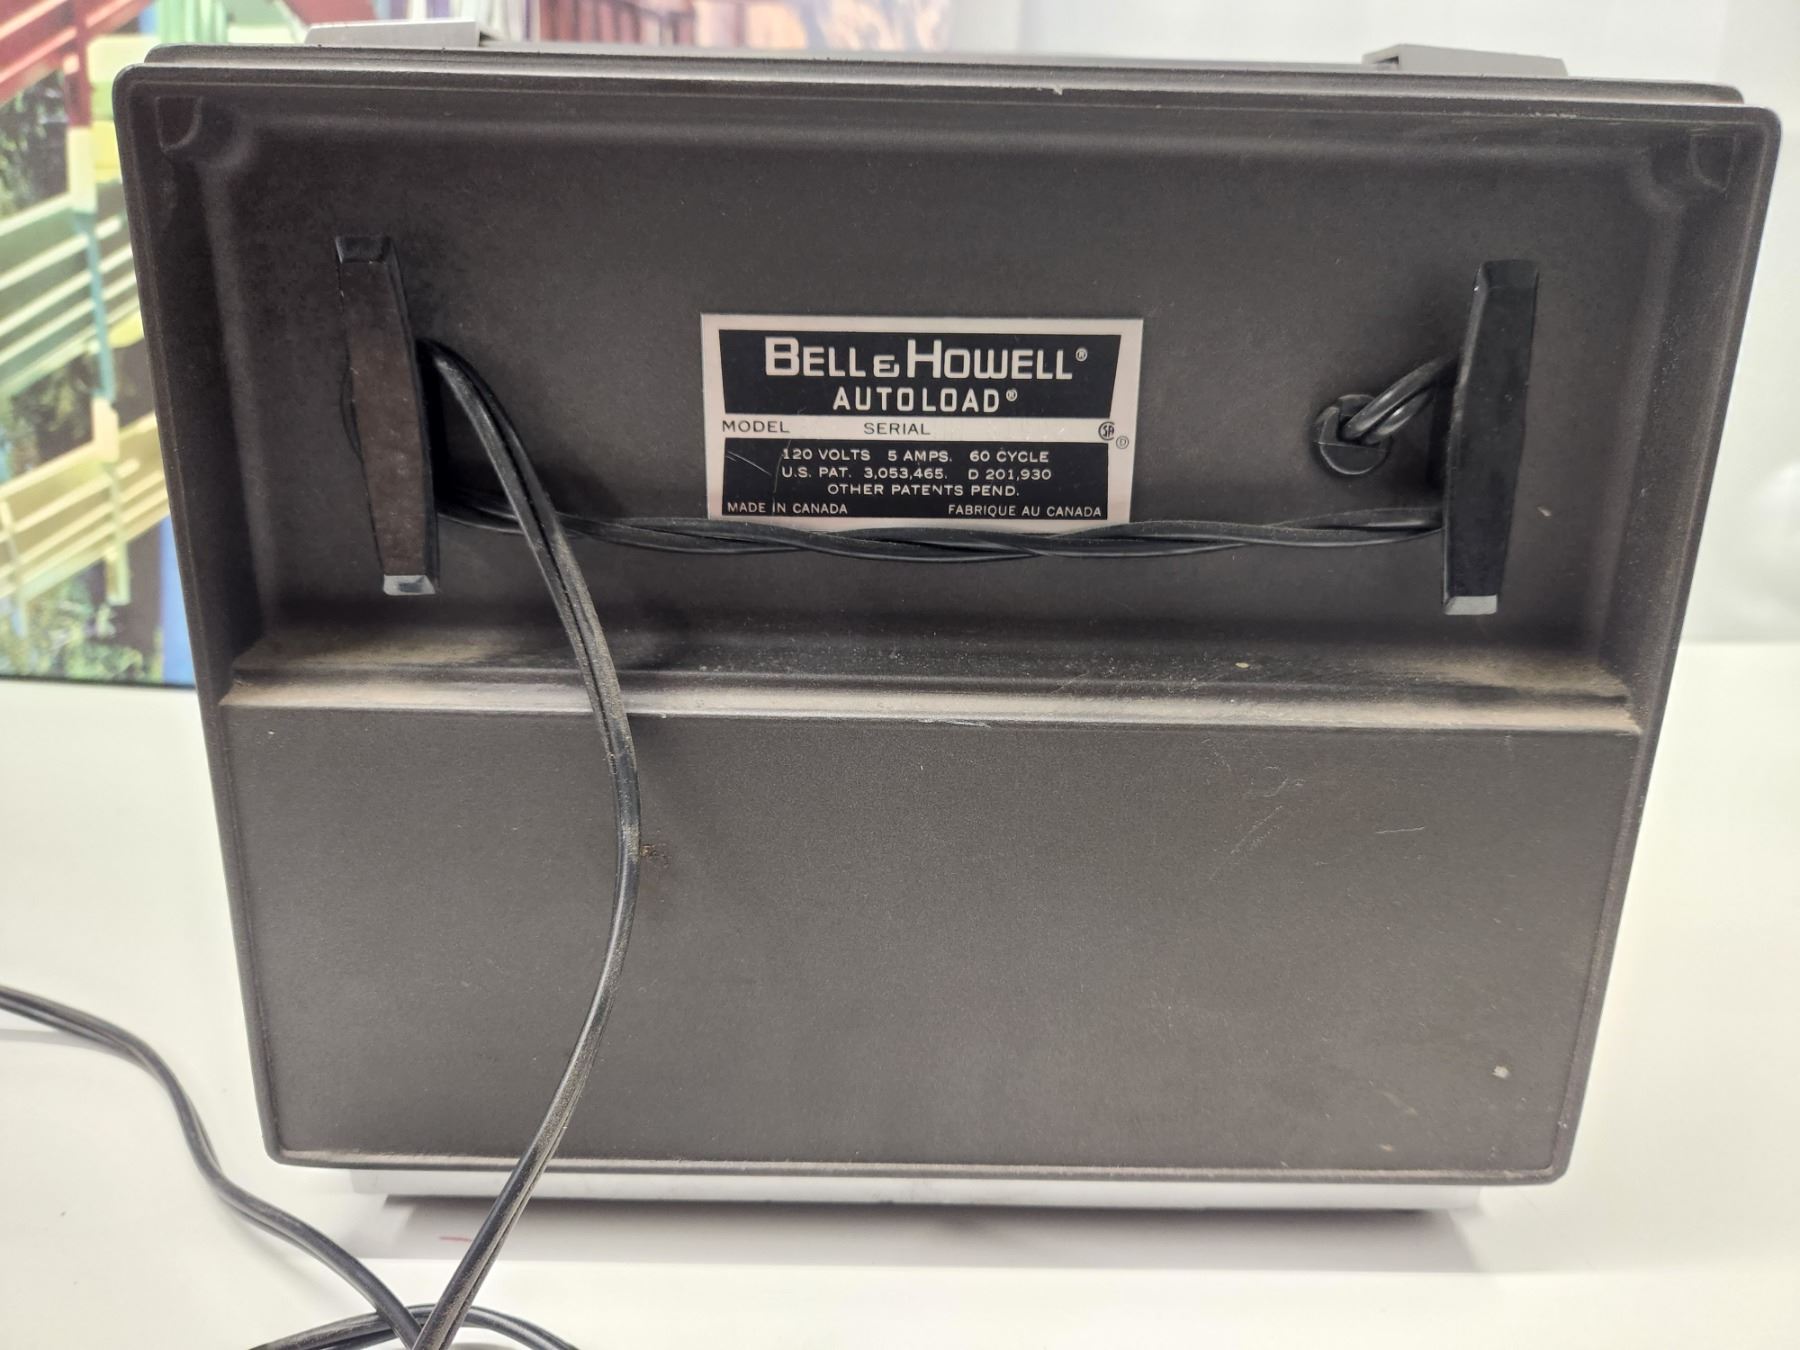 BELL & HOWELL®
AUTOLOAD®
MODEL SERIAL SA ®
120 VOLTS 5 AMPS. 60 CYCLE
U.S. PAT. 3,053,465. D 201,930
OTHER PATENTS PEND.
MADE IN CANADA FABRIQUE AU CANADA